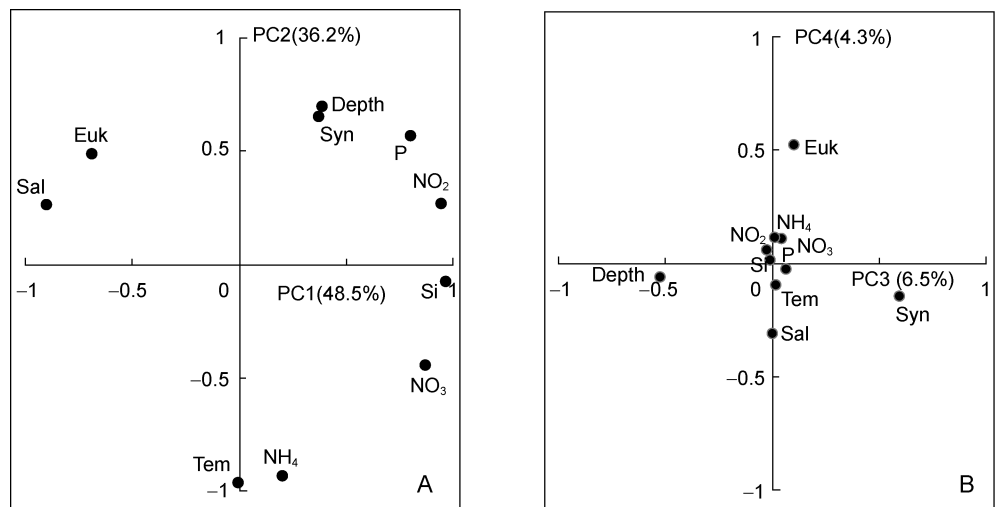 1
PC2(36.2%)
Depth
Syn
Euk
0.5
P
NO₂
Sal
−1
−0.5
0
PC1(48.5%)
Si
1
−0.5
NO₃
Tem
NH₄
−1
A
1
PC4(4.3%)
0.5
Euk
NO₂
NH₄
NO₃
P
Si
Depth
PC3 (6.5%)
−1
−0.5
0
1
Tem
Syn
Sal
−0.5
−1
B